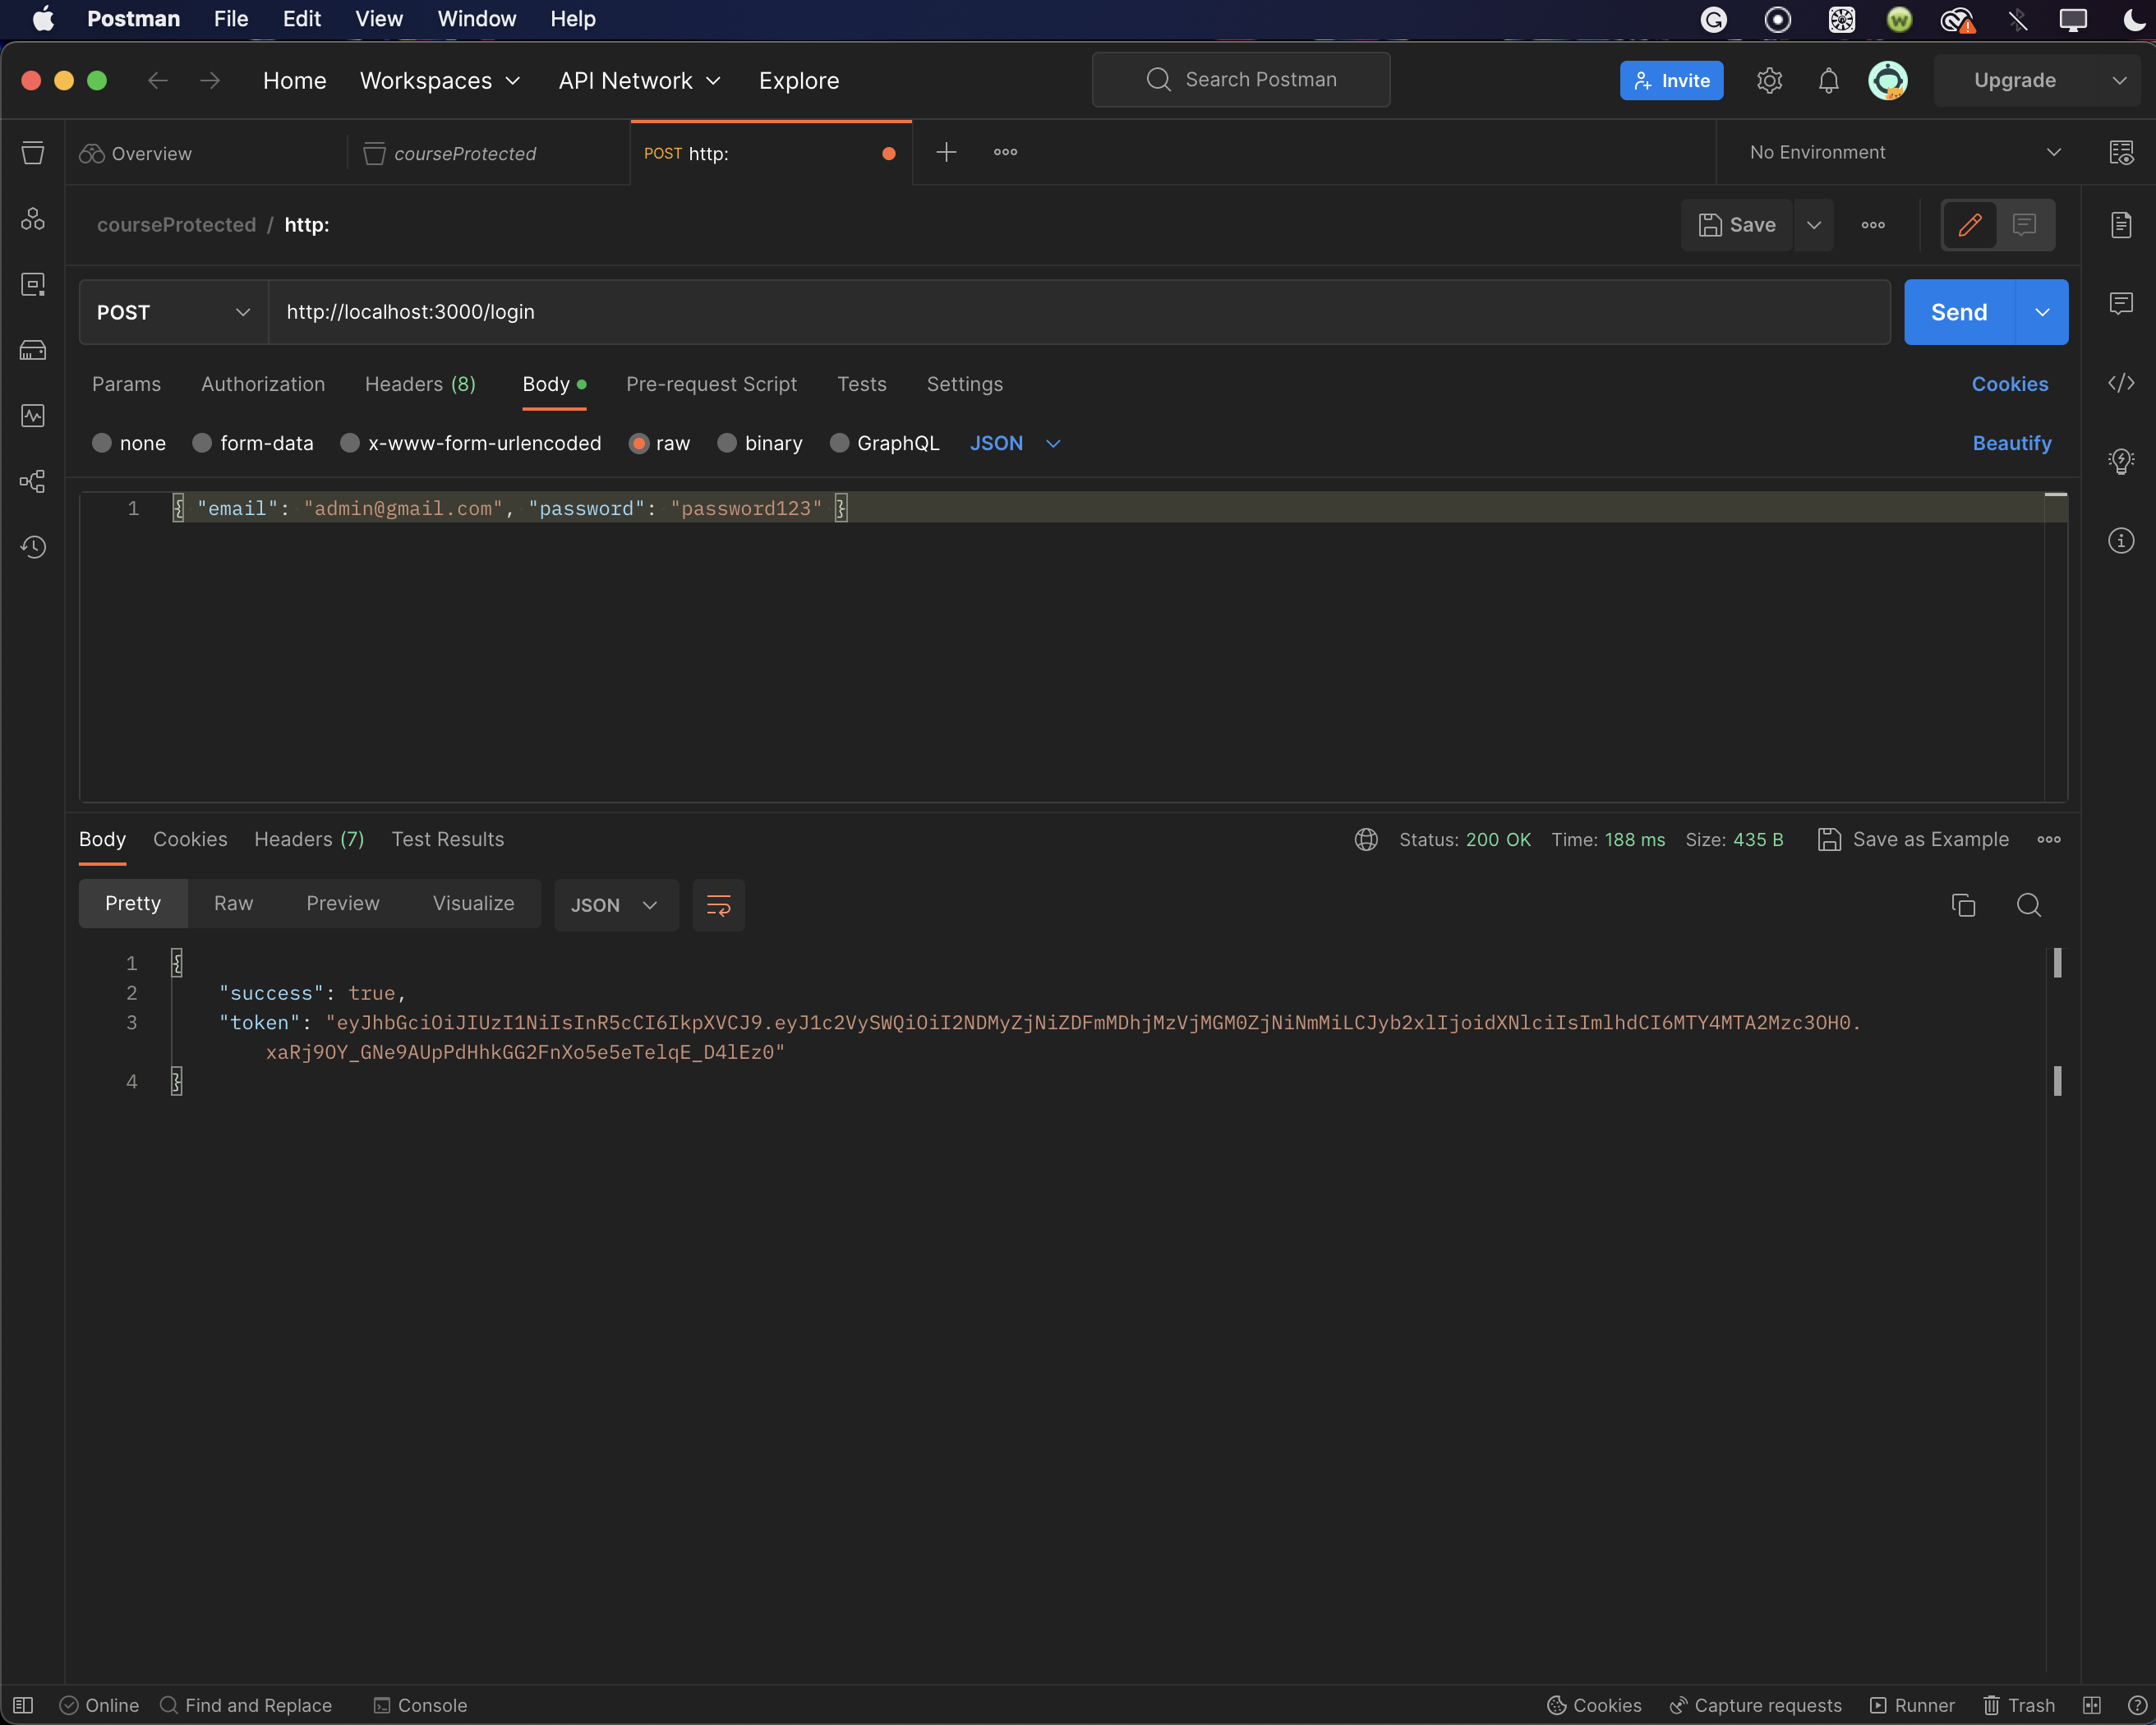 Postman File Edit View Window Help
Home Workspaces API Network Explore Search Postman Invite Upgrade
Overview courseProtected POST http: No Environment
courseProtected / http: Save
POST http://localhost:3000/login Send
Params Authorization Headers (8) Body Pre-request Script Tests Settings Cookies
none form-data x-www-form-urlencoded raw binary GraphQL JSON Beautify
1 { "email": "admin@gmail.com", "password": "password123" }
Body Cookies Headers (7) Test Results Status: 200 OK Time: 188 ms Size: 435 B Save as Example
Pretty Raw Preview Visualize JSON
1 {
2 "success": true,
3 "token": "eyJhbGciOiJIUzI1NiIsInR5cCI6IkpXVCJ9.eyJ1c2VySWQiOiI2NDMyZjNiZDFmMDhjMzVjMGM0ZjNiNmMiLCJyb2xlIjoidXNlciIsImlhdCI6MTY4MTA2Mzc3OH0.
xaRj9OY_GNe9AUpPdHhkGG2FnXo5e5eTelqE_D4lEz0"
4 }
Online Find and Replace Console Cookies Capture requests Runner Trash